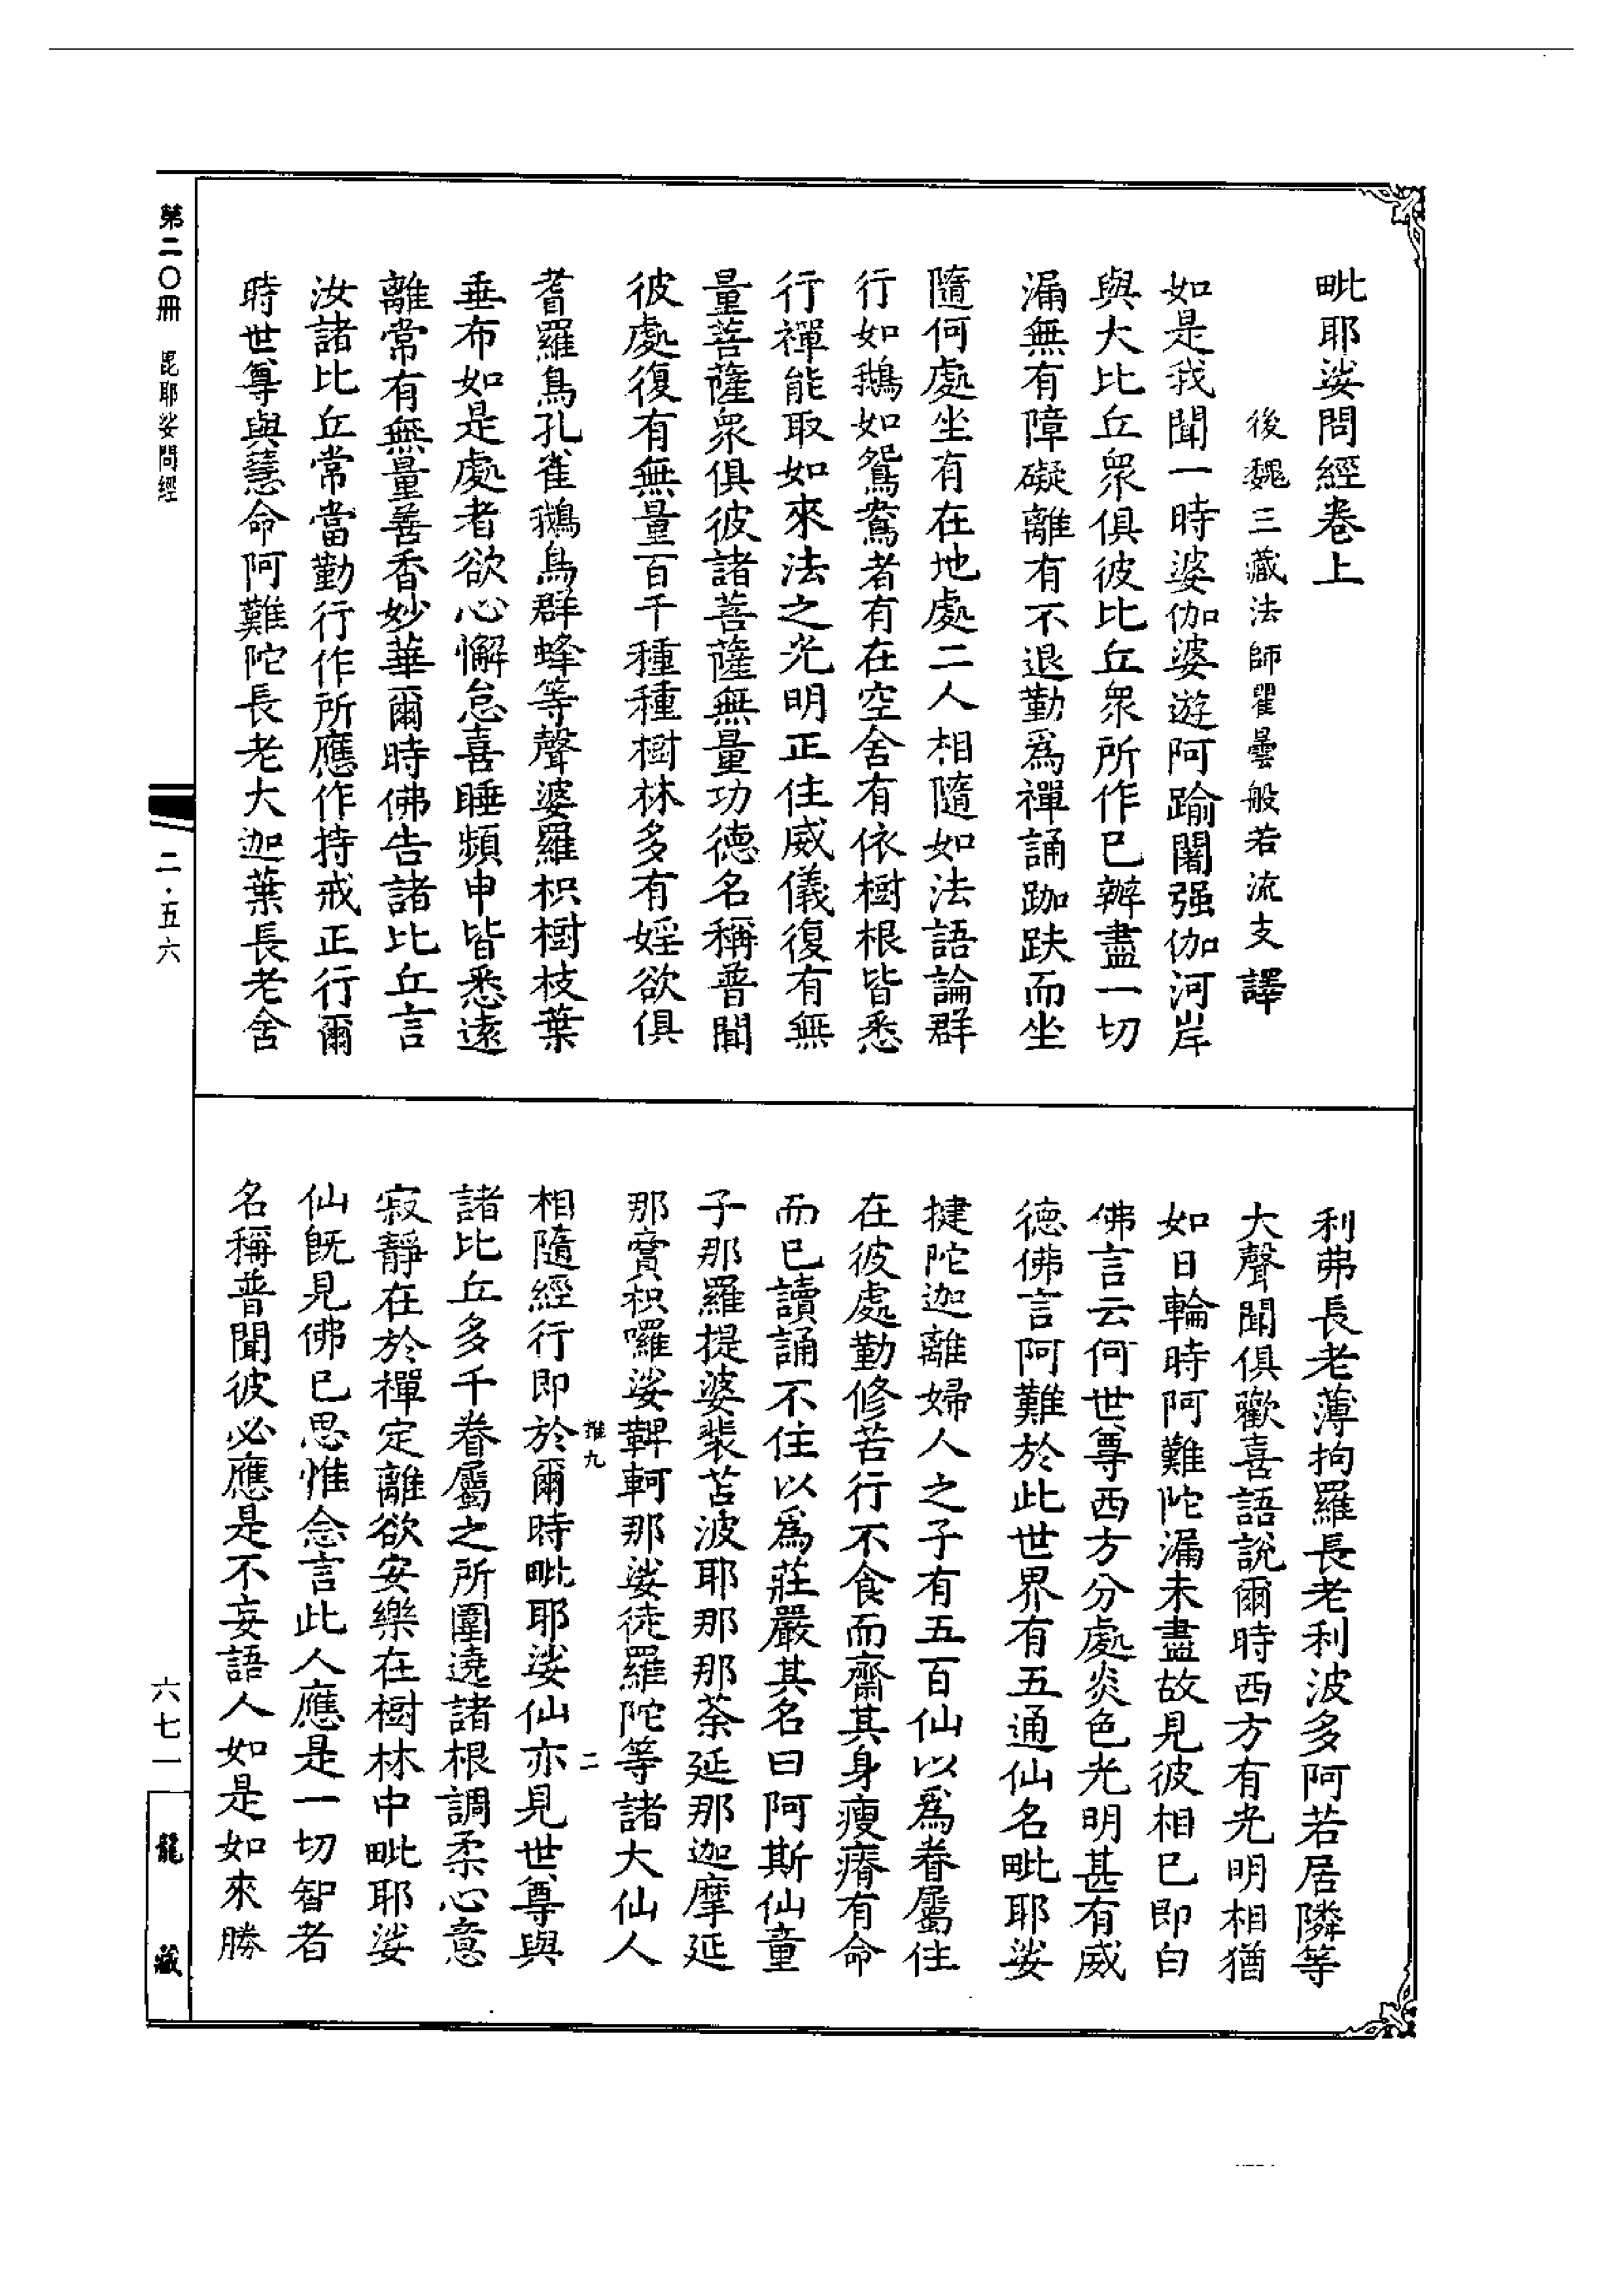 毗耶娑問經卷上
後魏三藏法師瞿曇般若流支譯
如是我聞一時婆伽婆遊阿踰闍强伽河岸
與大比丘衆俱彼比丘衆所作已辦盡一切
漏無有障礙離有不退勤爲禪誦跏趺而坐
隨何處坐有在地處二人相隨如法語論群
行如鵝如鴛鴦者有在空舍有依樹根皆悉
行禪能取如來法之光明正住威儀復有無
量菩薩衆俱彼諸菩薩無量功德名稱普聞
彼處復有無量百千種種樹林多有婬欲俱
耆羅鳥孔雀鵝鳥群蜂等聲婆羅枳樹枝葉
垂布如是處者欲心懈怠喜睡頻申皆悉遠
離常有無量善香妙華爾時佛告諸比丘言
汝諸比丘常當勤行作所應作持戒正行爾
時世尊與慧命阿難陀長老大迦葉長老舍
利弗長老薄拘羅長老利波多阿若居隣等
大聲聞俱歡喜語說爾時西方有光明相猶
如日輪時阿難陀漏未盡故見彼相已即白
佛言云何世尊西方分處炎色光明甚有威
德佛言阿難於此世界有五通仙名毗耶娑
揵陀迦離婦人之子有五百仙以爲眷屬住
在彼處勤修苦行不食而齋其身瘦瘠有命
而已讀誦不住以爲莊嚴其名曰阿斯仙童
子那羅提婆裴苫波耶那那荼延那迦摩延
那賓枳囉娑鞞軻那娑徒羅陀等諸大仙人
推九
二
相隨經行即於爾時毗耶娑仙亦見世尊與
諸比丘多千眷屬之所圍遶諸根調柔心意
寂靜在於禪定離欲安樂在樹林中毗耶娑
仙旣見佛已思惟念言此人應是一切智者
名稱普聞彼必應是不妄語人如是如來勝
第二〇冊
毘耶娑問經
二·五六
六七一
龍藏